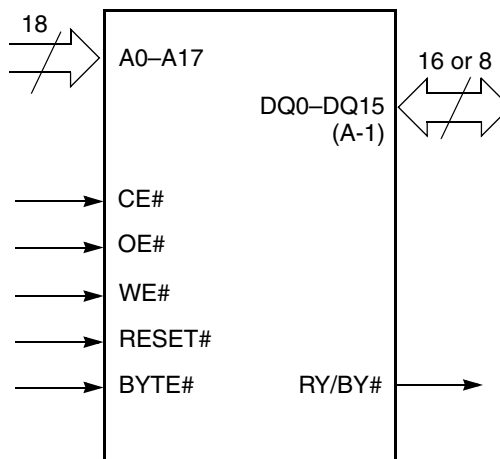 18
A0–A17
16 or 8
DQ0–DQ15
(A-1)
CE#
OE#
WE#
RESET#
BYTE#
RY/BY#